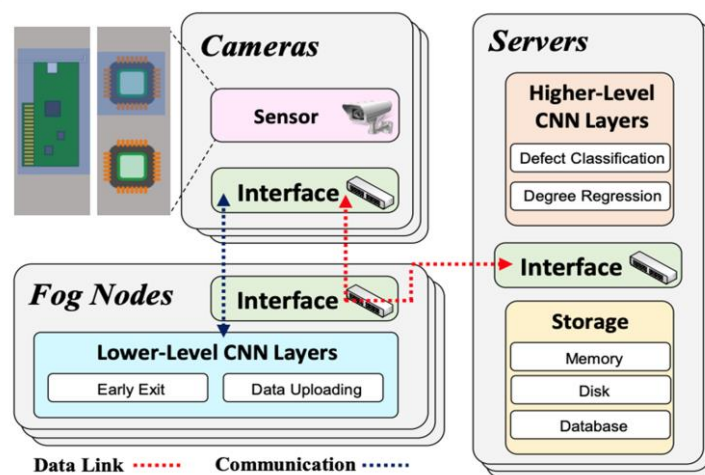 Cameras
Sensor
Interface
Fog Nodes
Interface
Lower-Level CNN Layers
Early Exit
Data Uploading
Servers
Higher-Level
CNN Layers
Defect Classification
Degree Regression
Interface
Storage
Memory
Disk
Database
Data Link
Communication